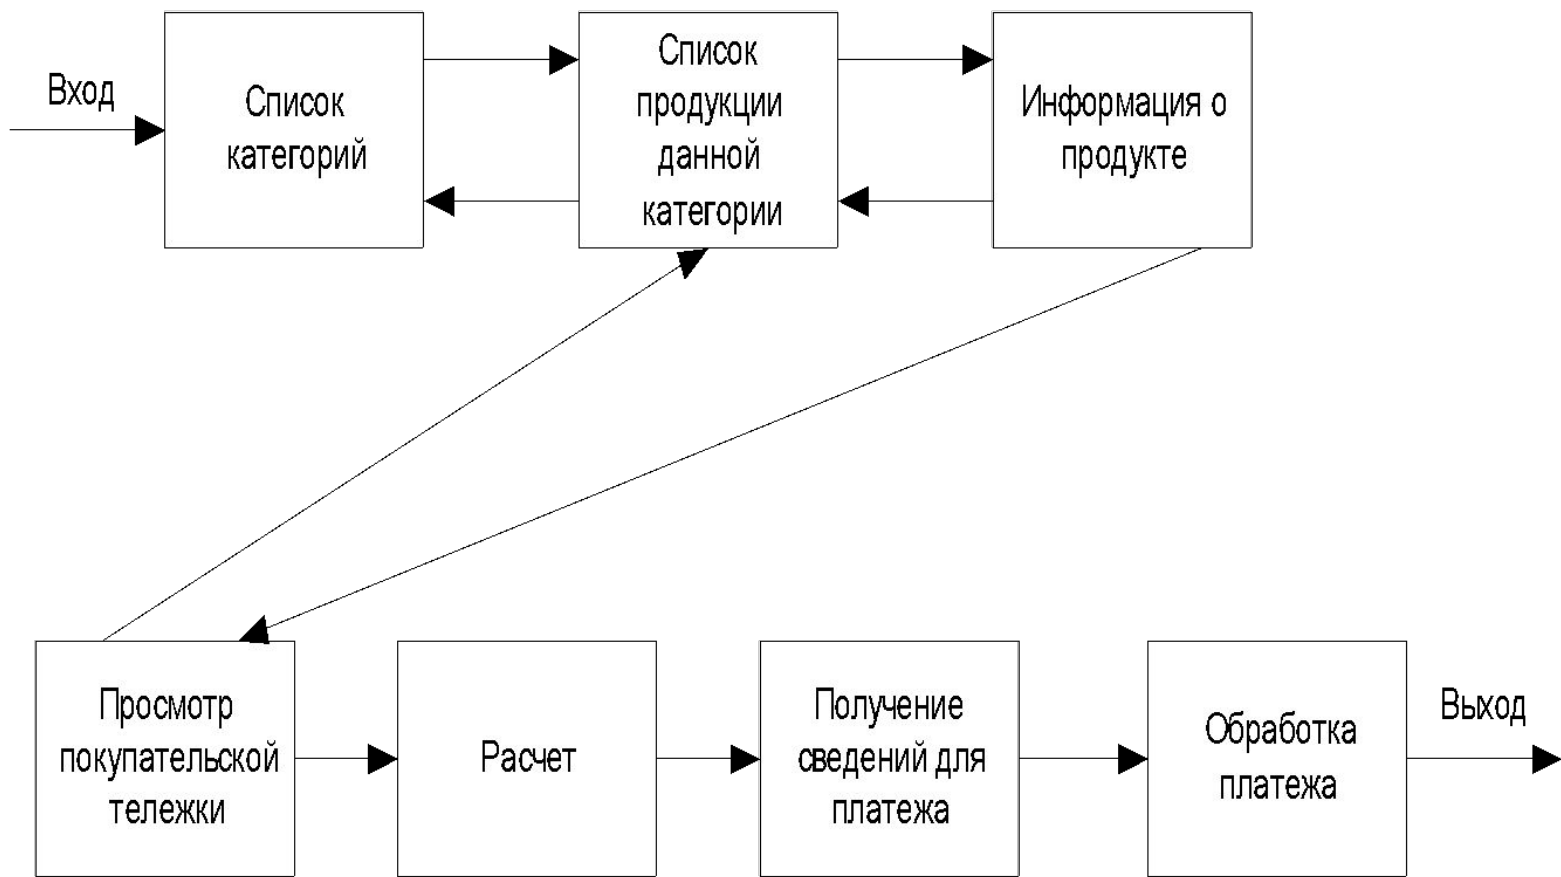 Вход
Список
категорий
Список
продукции
данной
категории
Информация о
продукте
Просмотр
покупательской
тележки
Расчет
Получение
сведений для
платежа
Обработка
платежа
Выход